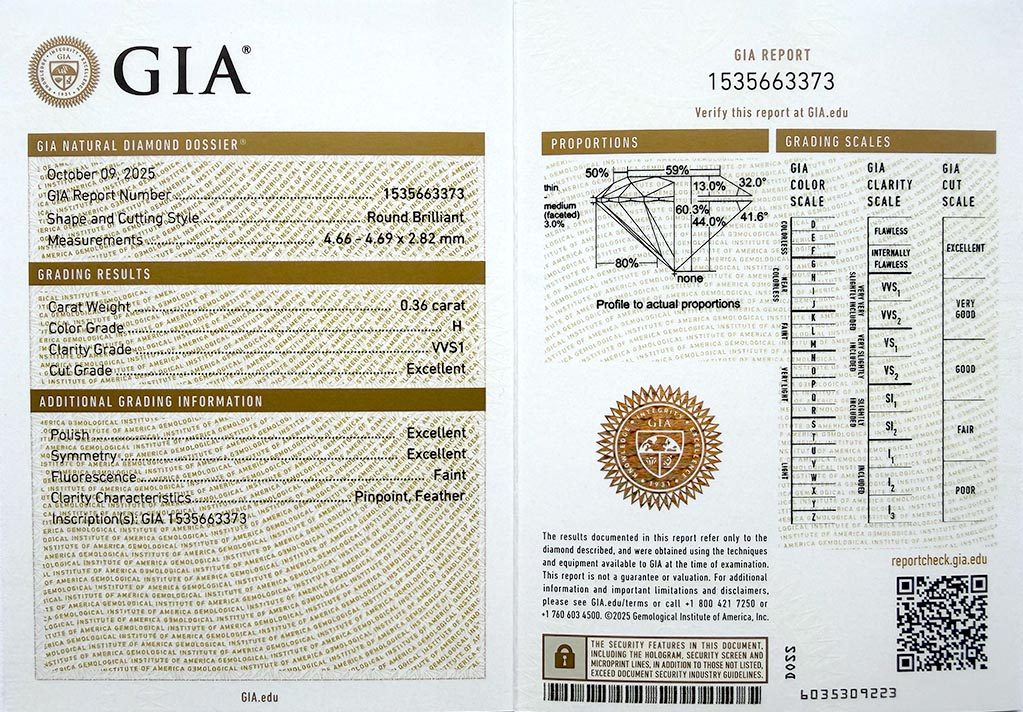 GIA®
GIA NATURAL DIAMOND DOSSIER®
October 09, 2025
GIA Report Number 1535663373
Shape and Cutting Style Round Brilliant
Measurements 4.66 - 4.69 x 2.82 mm
GRADING RESULTS
Carat Weight 0.36 carat
Color Grade H
Clarity Grade VVS1
Cut Grade Excellent
ADDITIONAL GRADING INFORMATION
Polish Excellent
Symmetry Excellent
Fluorescence Faint
Clarity Characteristics Pinpoint, Feather
Inscription(s): GIA 1535663373
GIA.edu
GIA REPORT
1535663373
Verify this report at GIA.edu
PROPORTIONS
50%
59%
13.0%
32.0°
thin
-
medium
(faceted)
3.0%
60.3%
44.0%
41.6°
80%
none
Profile to actual proportions
GIA
The results documented in this report refer only to the
diamond described, and were obtained using the techniques
and equipment available to GIA at the time of examination.
This report is not a guarantee or valuation. For additional
information and important limitations and disclaimers,
please see GIA.edu/terms or call +1 800 421 7250 or
+1 760 603 4500. ©2025 Gemological Institute of America, Inc.
THE SECURITY FEATURES IN THIS DOCUMENT,
INCLUDING THE HOLOGRAM, SECURITY SCREEN AND
MICROPRINT LINES, IN ADDITION TO THOSE NOT LISTED,
EXCEED DOCUMENT SECURITY INDUSTRY GUIDELINES.
GRADING SCALES
GIA
COLOR
SCALE
COLORLESS
D
E
F
NEAR
COLORLESS
G
H
I
J
FAINT
K
L
M
VERY LIGHT
N
O
P
Q
R
LIGHT
S
T
U
V
W
X
Y
Z
GIA
CLARITY
SCALE
FLAWLESS
INTERNALLY
FLAWLESS
VERY VERY
SLIGHTLY INCLUDED
VVS1
VVS2
VERY SLIGHTLY
INCLUDED
VS1
VS2
SLIGHTLY
INCLUDED
SI1
SI2
INCLUDED
I1
I2
I3
GIA
CUT
SCALE
EXCELLENT
VERY
GOOD
GOOD
FAIR
POOR
reportcheck.gia.edu
D022
6035309223